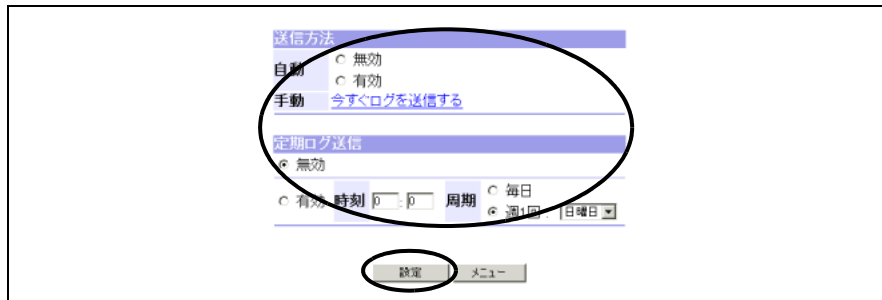 送信方法
自動 無効
有効
手動 今すぐログを送信する
定期ログ送信
無効
有効 時刻 0 : 0 周期 毎日
週1回 : 日曜日
設定 メニュー